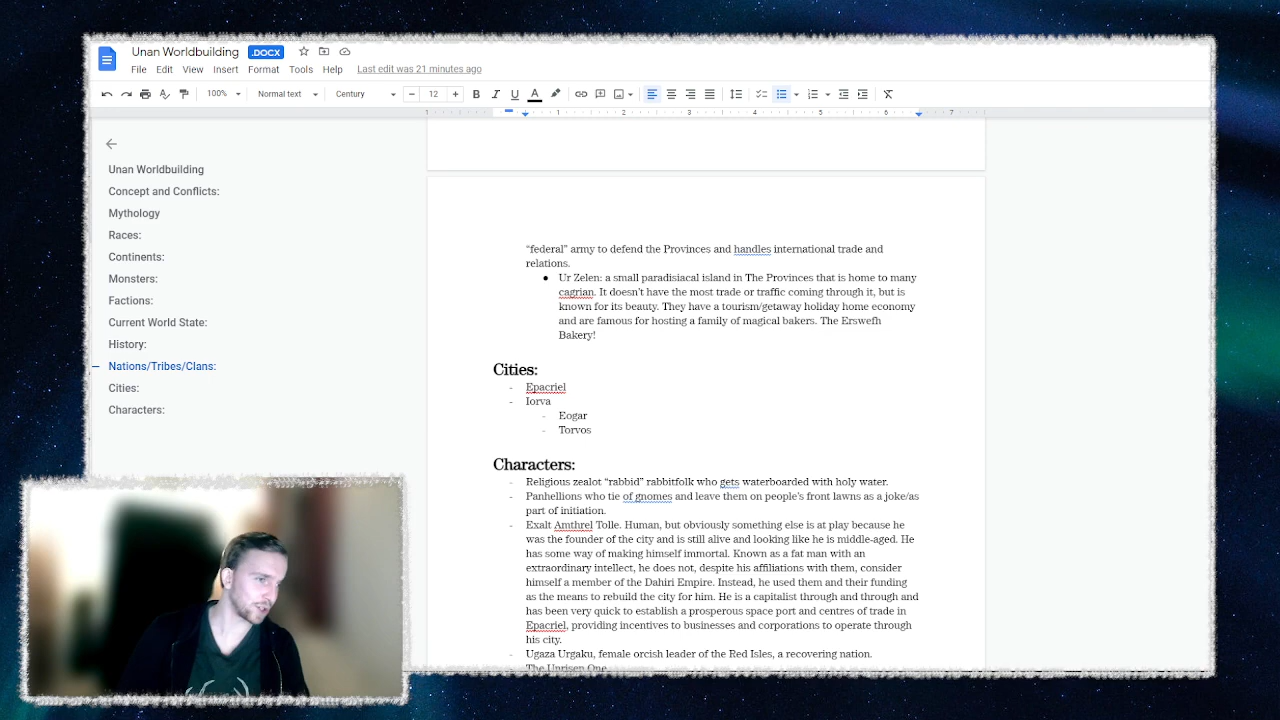 Unan Worldbuilding .DOCX
File Edit View Insert Format Tools Help Last edit was 21 minutes ago
100% Normal text Century 12 B I U A
1 1 2 3 4 5 6 7
Unan Worldbuilding
Concept and Conflicts:
Mythology
Races:
Continents:
Monsters:
Factions:
Current World State:
History:
Nations/Tribes/Clans:
Cities:
Characters:
“federal” army to defend the Provinces and handles international trade and
relations.
● Ur Zelen: a small paradisiacal island in The Provinces that is home to many
cagrian. It doesn’t have the most trade or traffic coming through it, but is
known for its beauty. They have a tourism/getaway holiday home economy
and are famous for hosting a family of magical bakers. The Erswefh
Bakery!
Cities:
- Epacriel
- Iorva
- Eogar
- Torvos
Characters:
- Religious zealot “rabbid” rabbitfolk who gets waterboarded with holy water.
- Panhellions who tie of gnomes and leave them on people’s front lawns as a joke/as
part of initiation.
- Exalt Amthrel Tolle. Human, but obviously something else is at play because he
was the founder of the city and is still alive and looking like he is middle-aged. He
has some way of making himself immortal. Known as a fat man with an
extraordinary intellect, he does not, despite his affiliations with them, consider
himself a member of the Dahiri Empire. Instead, he used them and their funding
as the means to rebuild the city for him. He is a capitalist through and through and
has been very quick to establish a prosperous space port and centres of trade in
Epacriel, providing incentives to businesses and corporations to operate through
his city.
- Ugaza Urgaku, female orcish leader of the Red Isles, a recovering nation.
The Unrisen One